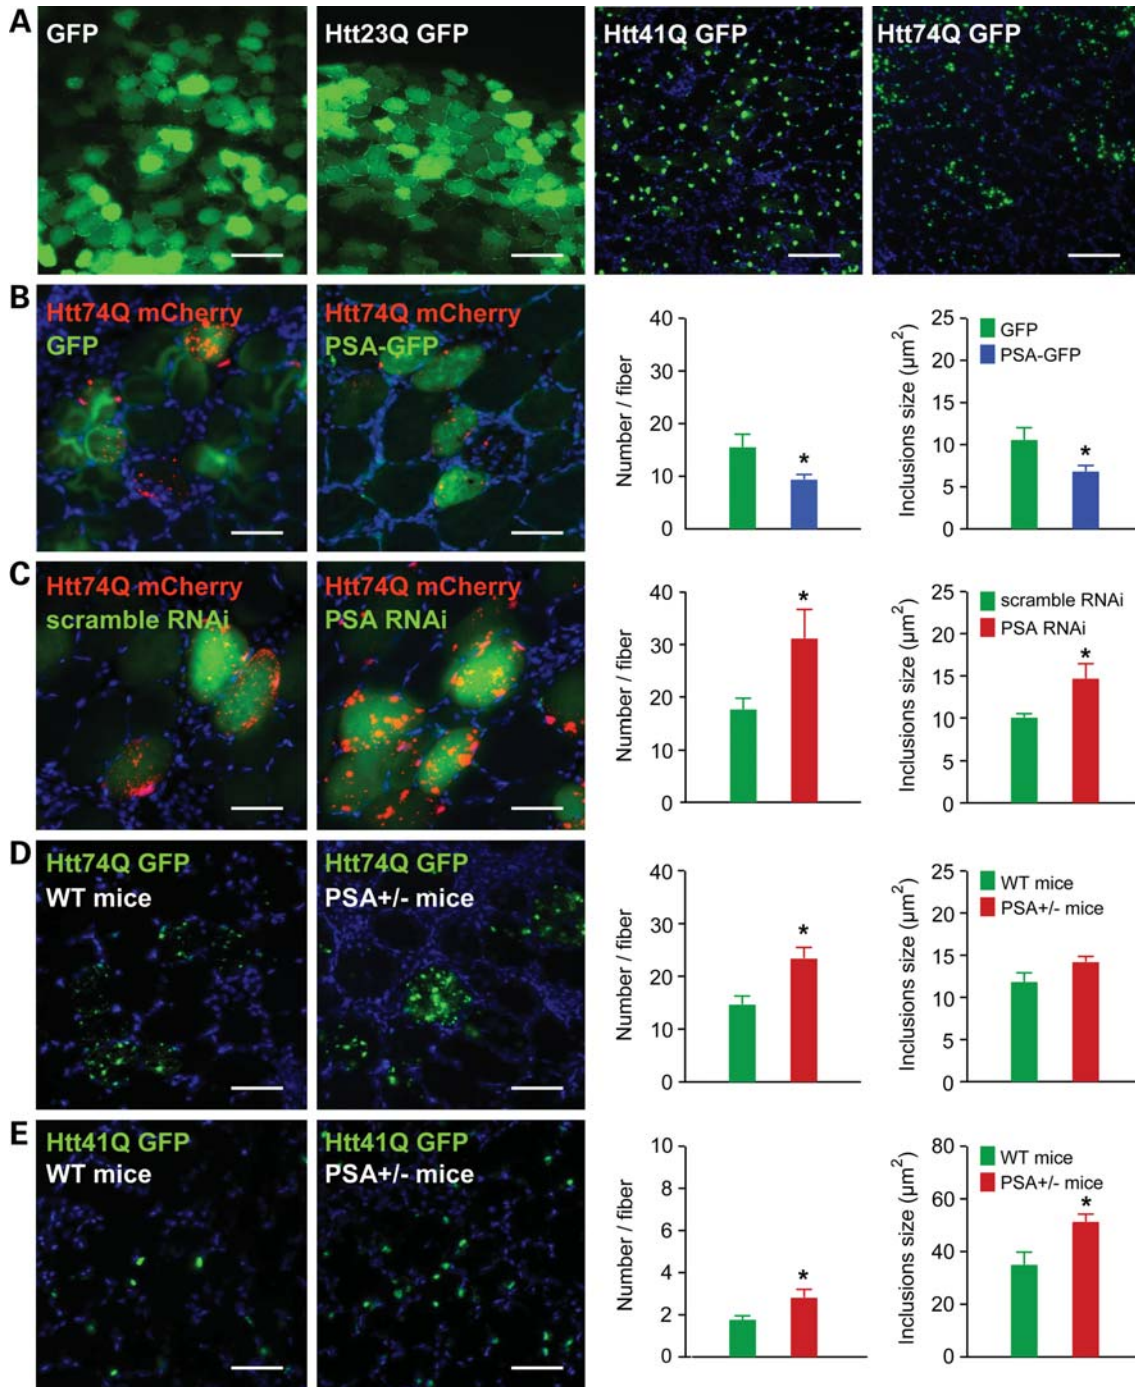 A
GFP
Htt23Q GFP
Htt41Q GFP
Htt74Q GFP
B
Htt74Q mCherry
GFP
Htt74Q mCherry
PSA-GFP
Number / fiber
40
30
20
10
0
*
Inclusions size (µm²)
25
20
15
10
5
0
GFP
PSA-GFP
*
C
Htt74Q mCherry
scramble RNAi
Htt74Q mCherry
PSA RNAi
Number / fiber
40
30
20
10
0
*
Inclusions size (µm²)
25
20
15
10
5
0
scramble RNAi
PSA RNAi
*
D
Htt74Q GFP
WT mice
Htt74Q GFP
PSA+/- mice
Number / fiber
40
30
20
10
0
*
Inclusions size (µm²)
25
20
15
10
5
0
WT mice
PSA+/- mice
E
Htt41Q GFP
WT mice
Htt41Q GFP
PSA+/- mice
Number / fiber
10
8
6
4
2
0
*
Inclusions size (µm²)
80
60
40
20
0
WT mice
PSA+/- mice
*